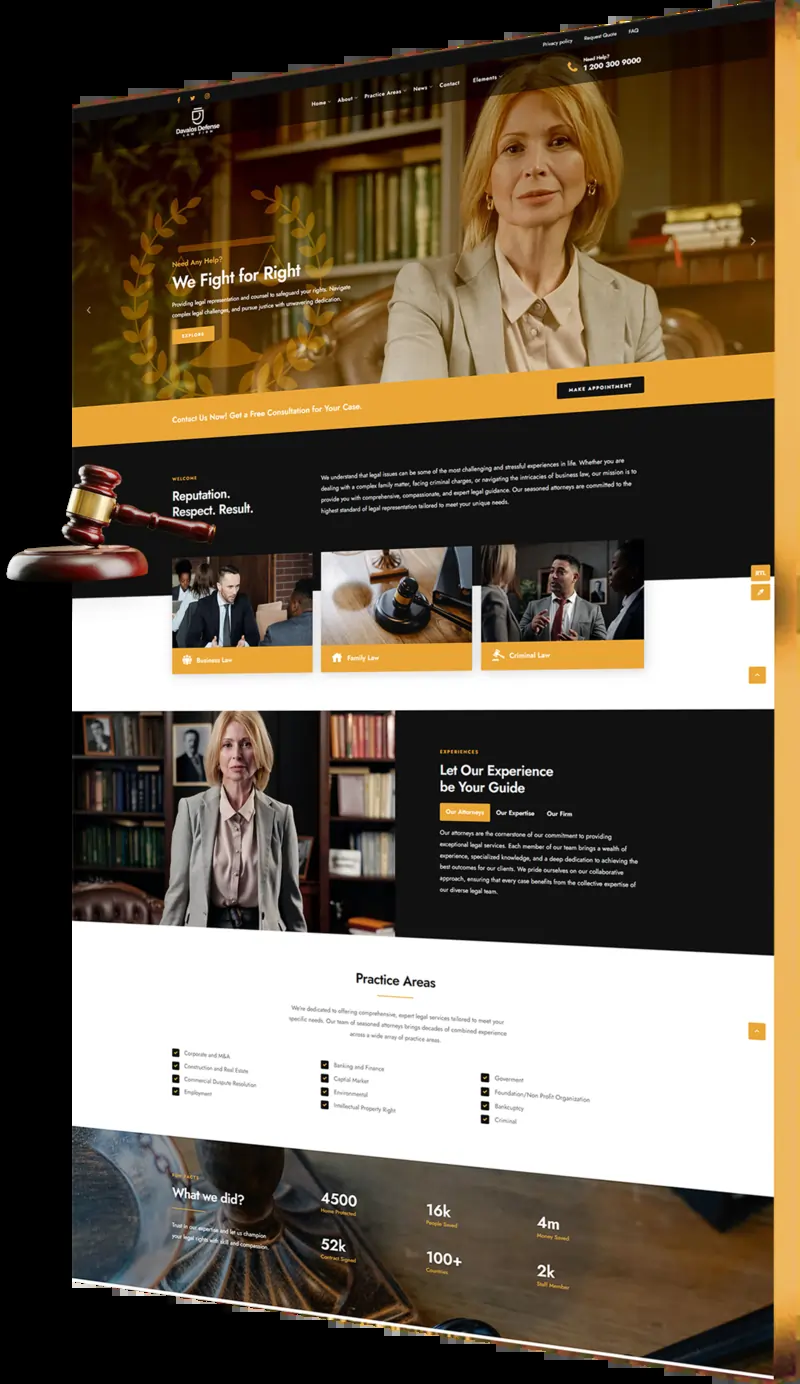 Privacy policy
Request Quote
FAQ
Need Help?
1 200 300 9000
Home
About
Practice Areas
News
Contact
Elements
Davalos Defense
LAW FIRM
Need Any Help?
We Fight for Right
Providing legal representation and counsel to safeguard your rights. Navigate
complex legal challenges, and pursue justice with unwavering dedication.
EXPLORE
Contact Us Now! Get a Free Consultation for Your Case.
MAKE APPOINTMENT
WELCOME
Reputation.
Respect. Result.
We understand that legal issues can be some of the most challenging and stressful experiences in life. Whether you are
dealing with a complex family matter, facing criminal charges, or navigating the intricacies of business law, our mission is to
provide you with comprehensive, compassionate, and expert legal guidance. Our seasoned attorneys are committed to the
highest standard of legal representation tailored to meet your unique needs.
Business Law
Family Law
Criminal Law
RTL
EXPERIENCES
Let Our Experience
be Your Guide
Our Attorneys
Our Expertise
Our Firm
Our attorneys are the cornerstone of our commitment to providing
exceptional legal services. Each member of our team brings a wealth of
experience, specialized knowledge, and a deep dedication to achieving the
best outcomes for our clients. We pride ourselves on our collaborative
approach, ensuring that every case benefits from the collective expertise of
our diverse legal team.
Practice Areas
We're dedicated to offering comprehensive, expert legal services tailored to meet your
specific needs. Our team of seasoned attorneys brings decades of combined experience
across a wide array of practice areas.
Corporate and M&A
Construction and Real Estate
Commercial Duspute Resolution
Employment
Banking and Finance
Captial Market
Environmental
Intellectual Property Right
Goverment
Foundation/Non Profit Organization
Bankcuptcy
Criminal
FUN FACTS
What we did?
Trust in our expertise and let us champion
your legal rights with skill and compassion.
4500
Home Protected
16k
People Saved
4m
Money Saved
52k
Contract Signed
100+
Countries
2k
Staff Member